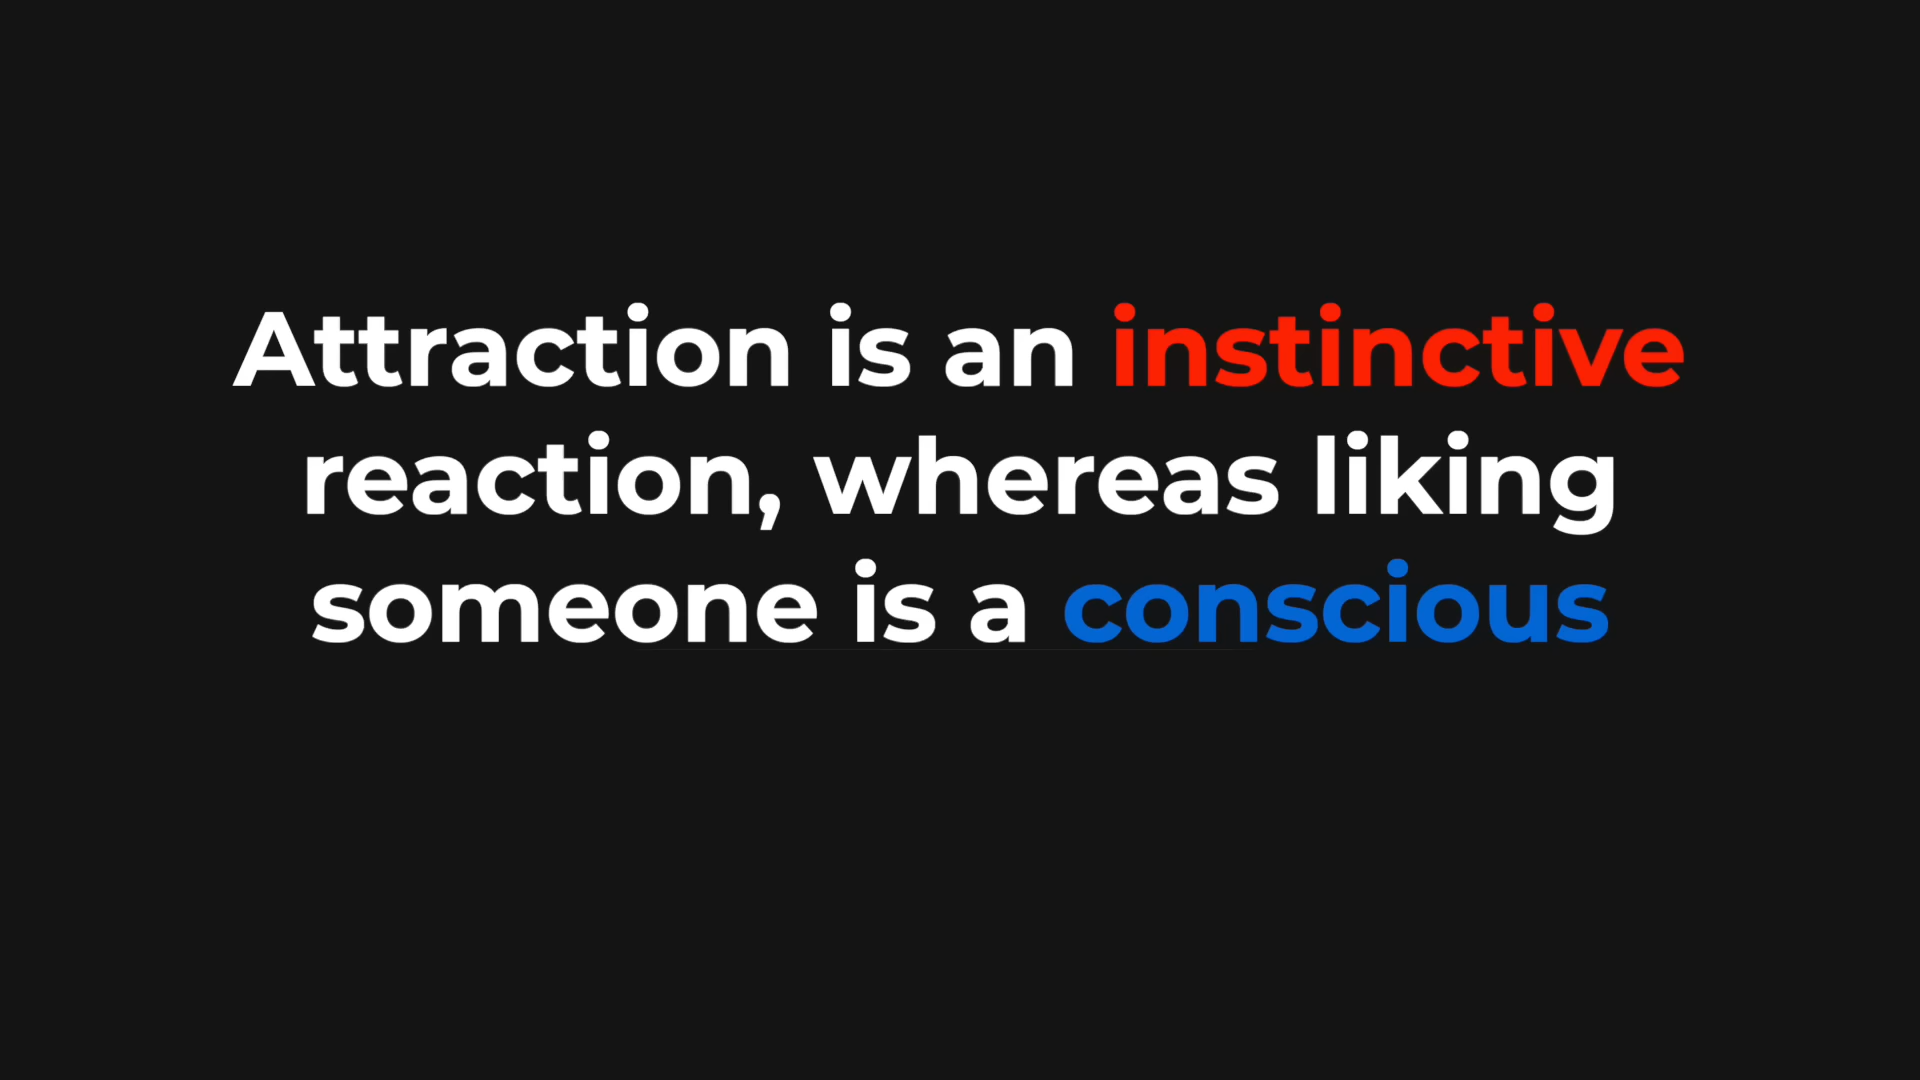 Attraction is an instinctive
reaction, whereas liking
someone is a conscious